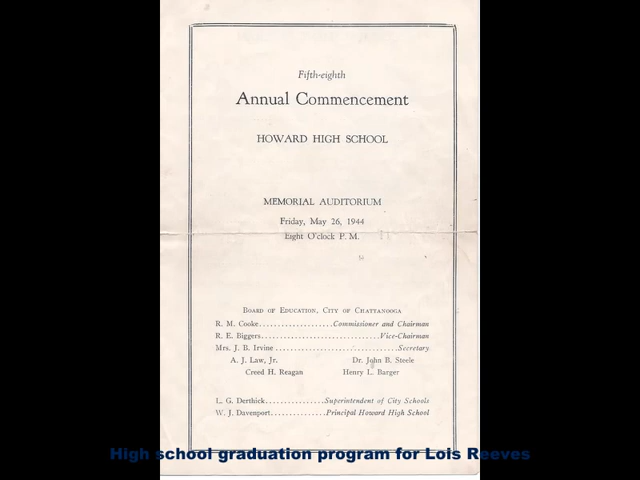 Fifth-eighth
Annual Commencement
HOWARD HIGH SCHOOL
MEMORIAL AUDITORIUM
Friday, May 26, 1944
Eight O'clock P. M.
BOARD OF EDUCATION, CITY OF CHATTANOOGA
R. M. Cooke....................Commissioner and Chairman
R. E. Biggers................................Vice-Chairman
Mrs. J. B. Irvine.................................Secretary
A. J. Law, Jr. Dr. John B. Steele
Creed H. Reagan Henry L. Barger
L. G. Derthick................Superintendent of City Schools
W. J. Davenport...............Principal Howard High School
High school graduation program for Lois Reeves